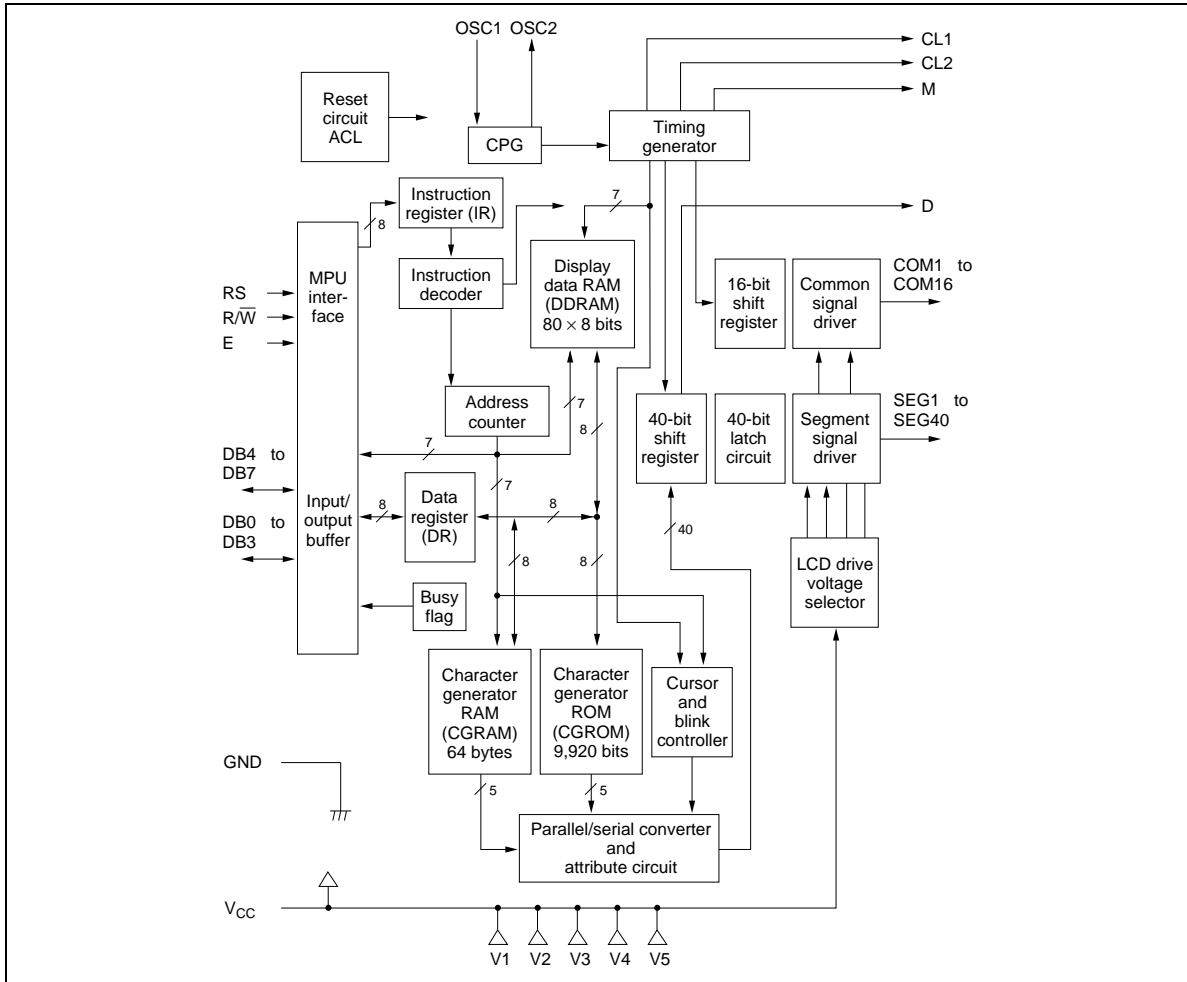 OSC1 OSC2
CL1
CL2
M
Reset
circuit
ACL
CPG
Timing
generator
7
D
8
Instruction
register (IR)
Instruction
decoder
Display
data RAM
(DDRAM)
80 × 8 bits
MPU
inter-
face
RS
R/W̅
E
16-bit
shift
register
Common
signal
driver
COM1 to
COM16
Address
counter
7
8
40-bit
shift
register
40-bit
latch
circuit
Segment
signal
driver
SEG1 to
SEG40
DB4 to
DB7
7
7
DB0 to
DB3
Input/
output
buffer
8
Data
register
(DR)
8
8
8
40
LCD drive
voltage
selector
Busy
flag
Character
generator
RAM
(CGRAM)
64 bytes
Character
generator
ROM
(CGROM)
9,920 bits
Cursor
and
blink
controller
GND
5
5
Parallel/serial converter
and
attribute circuit
VCC
V1 V2 V3 V4 V5